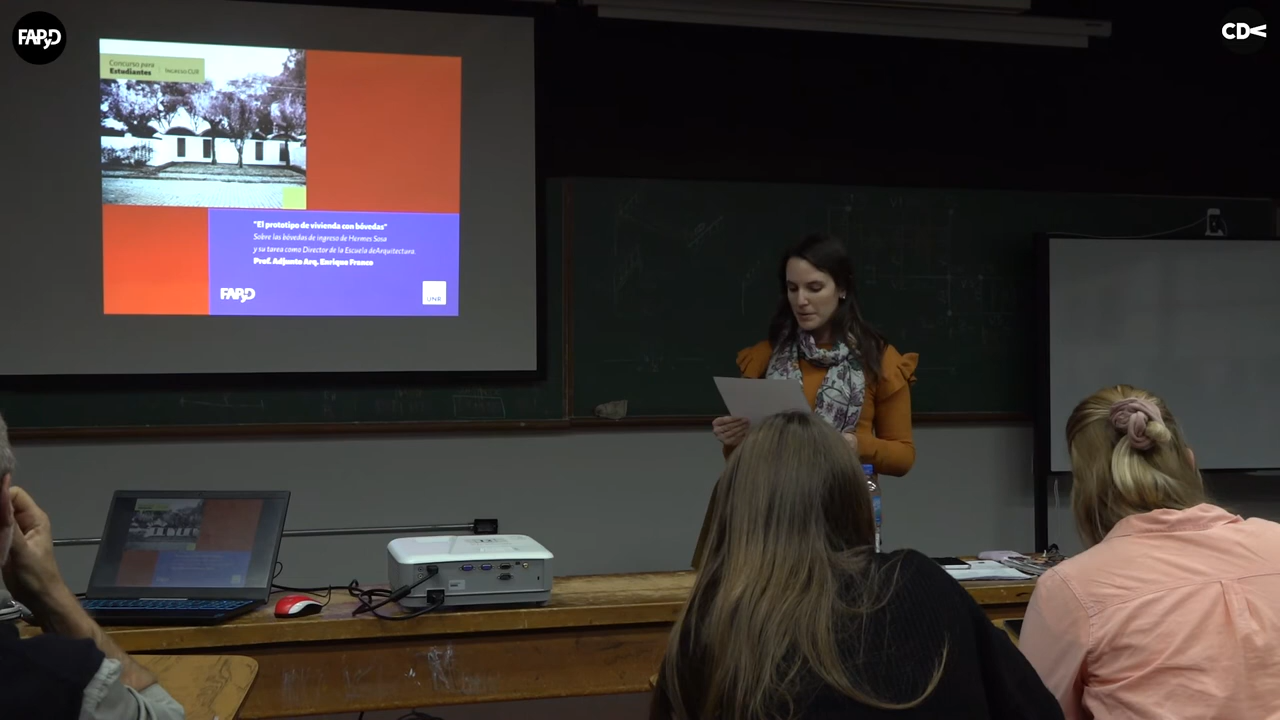 FAPyD
CD
Concurso para
Estudiantes
INGRESO CUR
"El prototipo de vivienda con bóvedas"
Sobre las bóvedas de ingreso de Hermes Sosa
y su tarea como Director de la Escuela deArquitectura.
Prof. Adjunto Arq. Enrique Franco
FAPyD
UNR